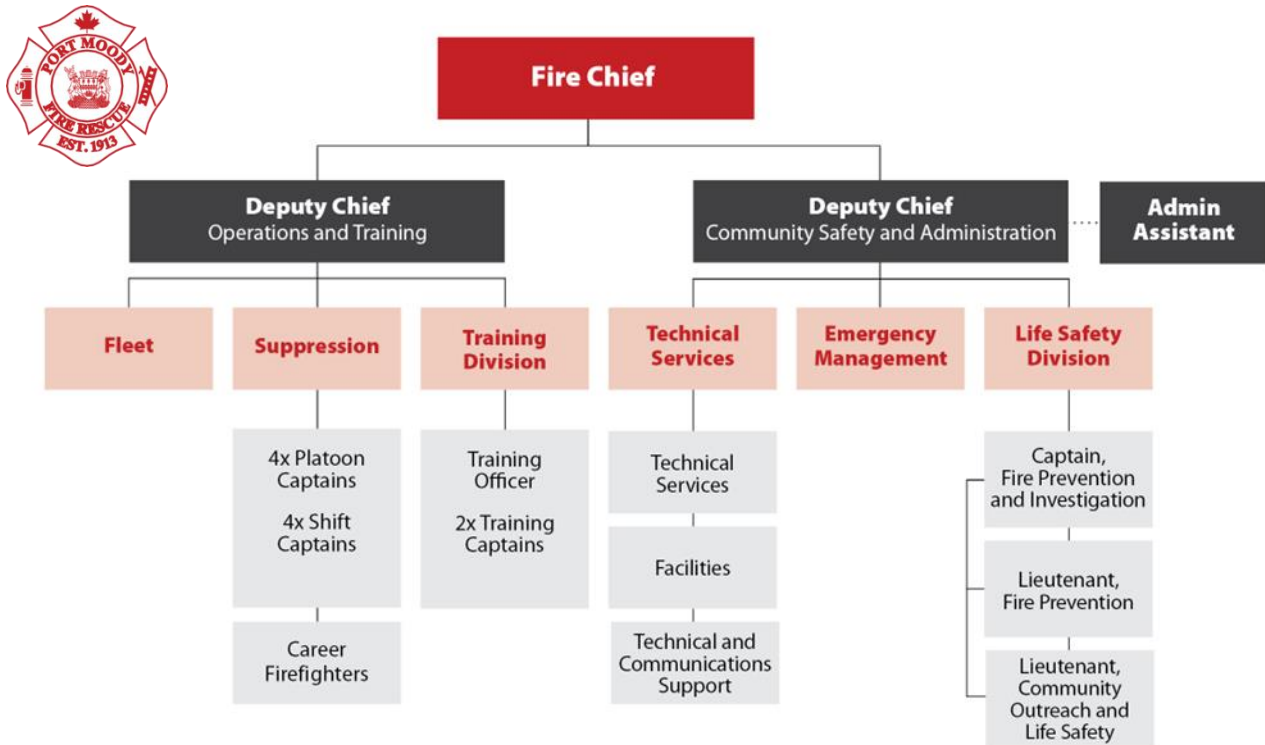 PORT MOODY
FIRE RESCUE
EST. 1913
Fire Chief
Deputy Chief
Operations and Training
Deputy Chief
Community Safety and Administration
Admin
Assistant
Fleet
Suppression
Training
Division
Technical
Services
Emergency
Management
Life Safety
Division
4x Platoon
Captains
4x Shift
Captains
Career
Firefighters
Training
Officer
2x Training
Captains
Technical
Services
Facilities
Technical and
Communications
Support
Captain,
Fire Prevention
and Investigation
Lieutenant,
Fire Prevention
Lieutenant,
Community
Outreach and
Life Safety